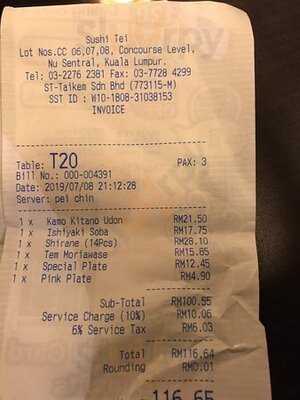 Sushi Tei
Lot Nos.CC 06,07,08, Concourse Level,
Nu Sentral, Kuala Lumpur.
Tel: 03-2276 2381 Fax: 03-7728 4299
ST-Taikem Sdn Bhd (773115-M)
SST ID : W10-1808-31038153
INVOICE
Table: T20 PAX: 3
Bill No.: 000-004391
Date: 2019/07/08 21:12:28
Server: pei chin
1 x Kamo Kitano Udon RM21.50
1 x Ishiyaki Soba RM17.75
1 x Shirane (14Pcs) RM28.10
1 x Tem Moriawase RM15.85
1 x Special Plate RM12.45
1 x Pink Plate RM4.90
Sub-Total RM100.55
Service Charge (10%) RM10.06
6% Service Tax RM6.03
Total RM116.64
Rounding RM0.01
116.65